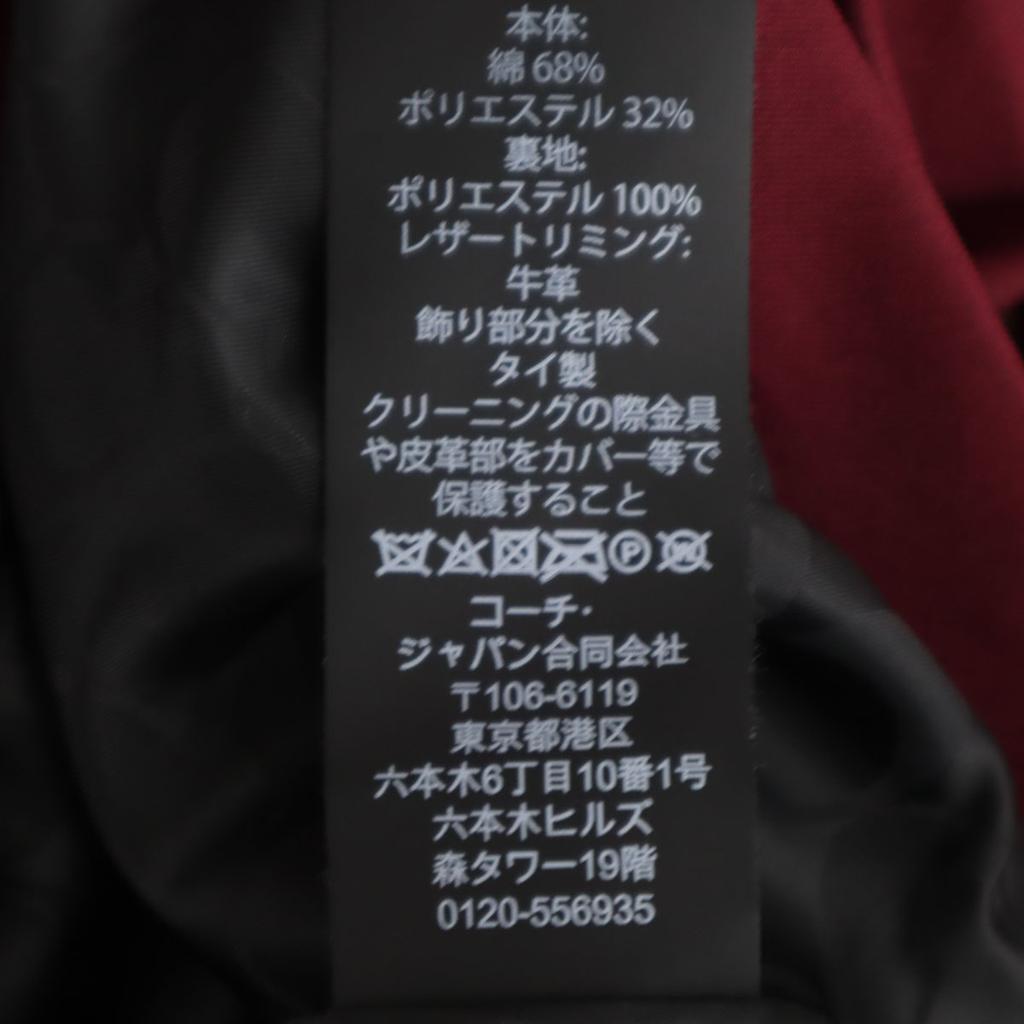 本体:
綿 68%
ポリエステル 32%
裏地:
ポリエステル 100%
レザートリミング:
牛革
飾り部分を除く
タイ製
クリーニングの際金具
や皮革部をカバー等で
保護すること
P W
コーチ・
ジャパン合同会社
〒106-6119
東京都港区
六本木6丁目10番1号
六本木ヒルズ
森タワー19階
0120-556935